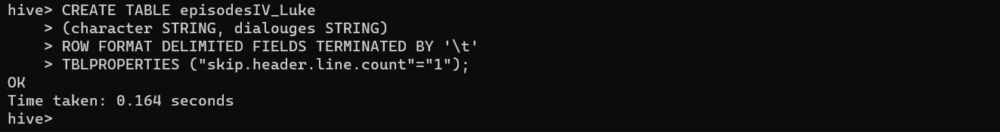 hive> CREATE TABLE episodesIV_Luke
    > (character STRING, dialouges STRING)
    > ROW FORMAT DELIMITED FIELDS TERMINATED BY '\t'
    > TBLPROPERTIES ("skip.header.line.count"="1");
OK
Time taken: 0.164 seconds
hive>